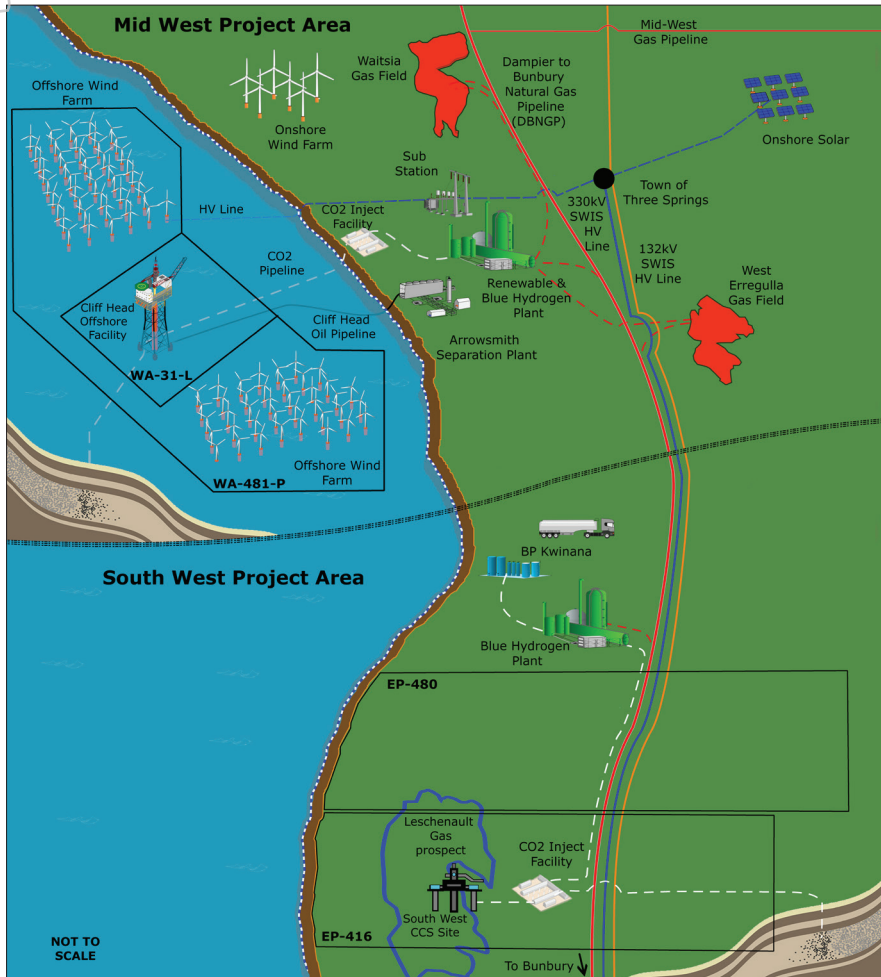 Mid West Project Area
Offshore Wind
Farm
Onshore
Wind Farm
Waitsia
Gas Field
Dampier to
Bunbury
Natural Gas
Pipeline
(DBNGP)
Mid-West
Gas Pipeline
Onshore Solar
Sub
Station
HV Line
CO2 Inject
Facility
330kV
SWIS
HV
Line
Town of
Three Springs
132kV
SWIS
HV Line
CO2
Pipeline
Renewable &
Blue Hydrogen
Plant
West
Erregulla
Gas Field
Cliff Head
Offshore
Facility
Cliff Head
Oil Pipeline
Arrowsmith
Separation Plant
WA-31-L
Offshore Wind
Farm
WA-481-P
South West Project Area
BP Kwinana
Blue Hydrogen
Plant
EP-480
Leschenault
Gas
prospect
CO2 Inject
Facility
South West
CCS Site
EP-416
NOT TO
SCALE
To Bunbury